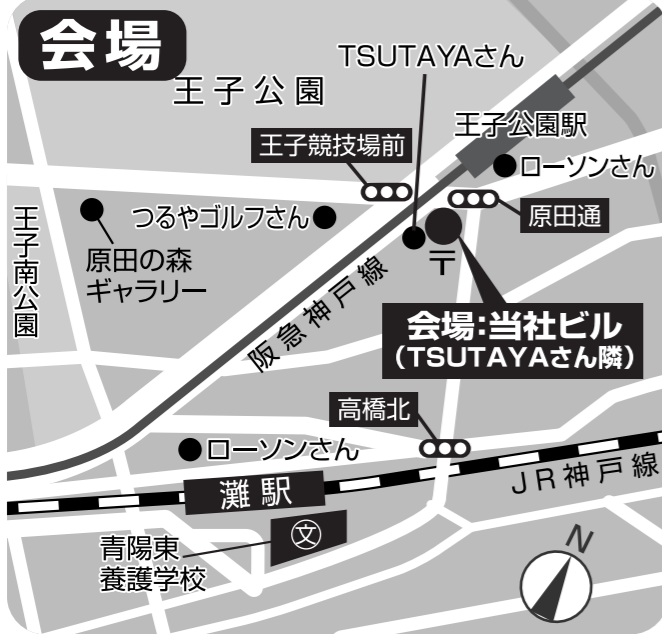 会場
TSUTAYAさん
王子公園
王子公園駅
王子競技場前
ローソンさん
原田通
つるやゴルフさん
王子南公園
原田の森
ギャラリー
〒
阪急神戸線
会場:当社ビル
(TSUTAYAさん隣)
高橋北
ローソンさん
JR神戸線
灘駅
文
青陽東
養護学校
N